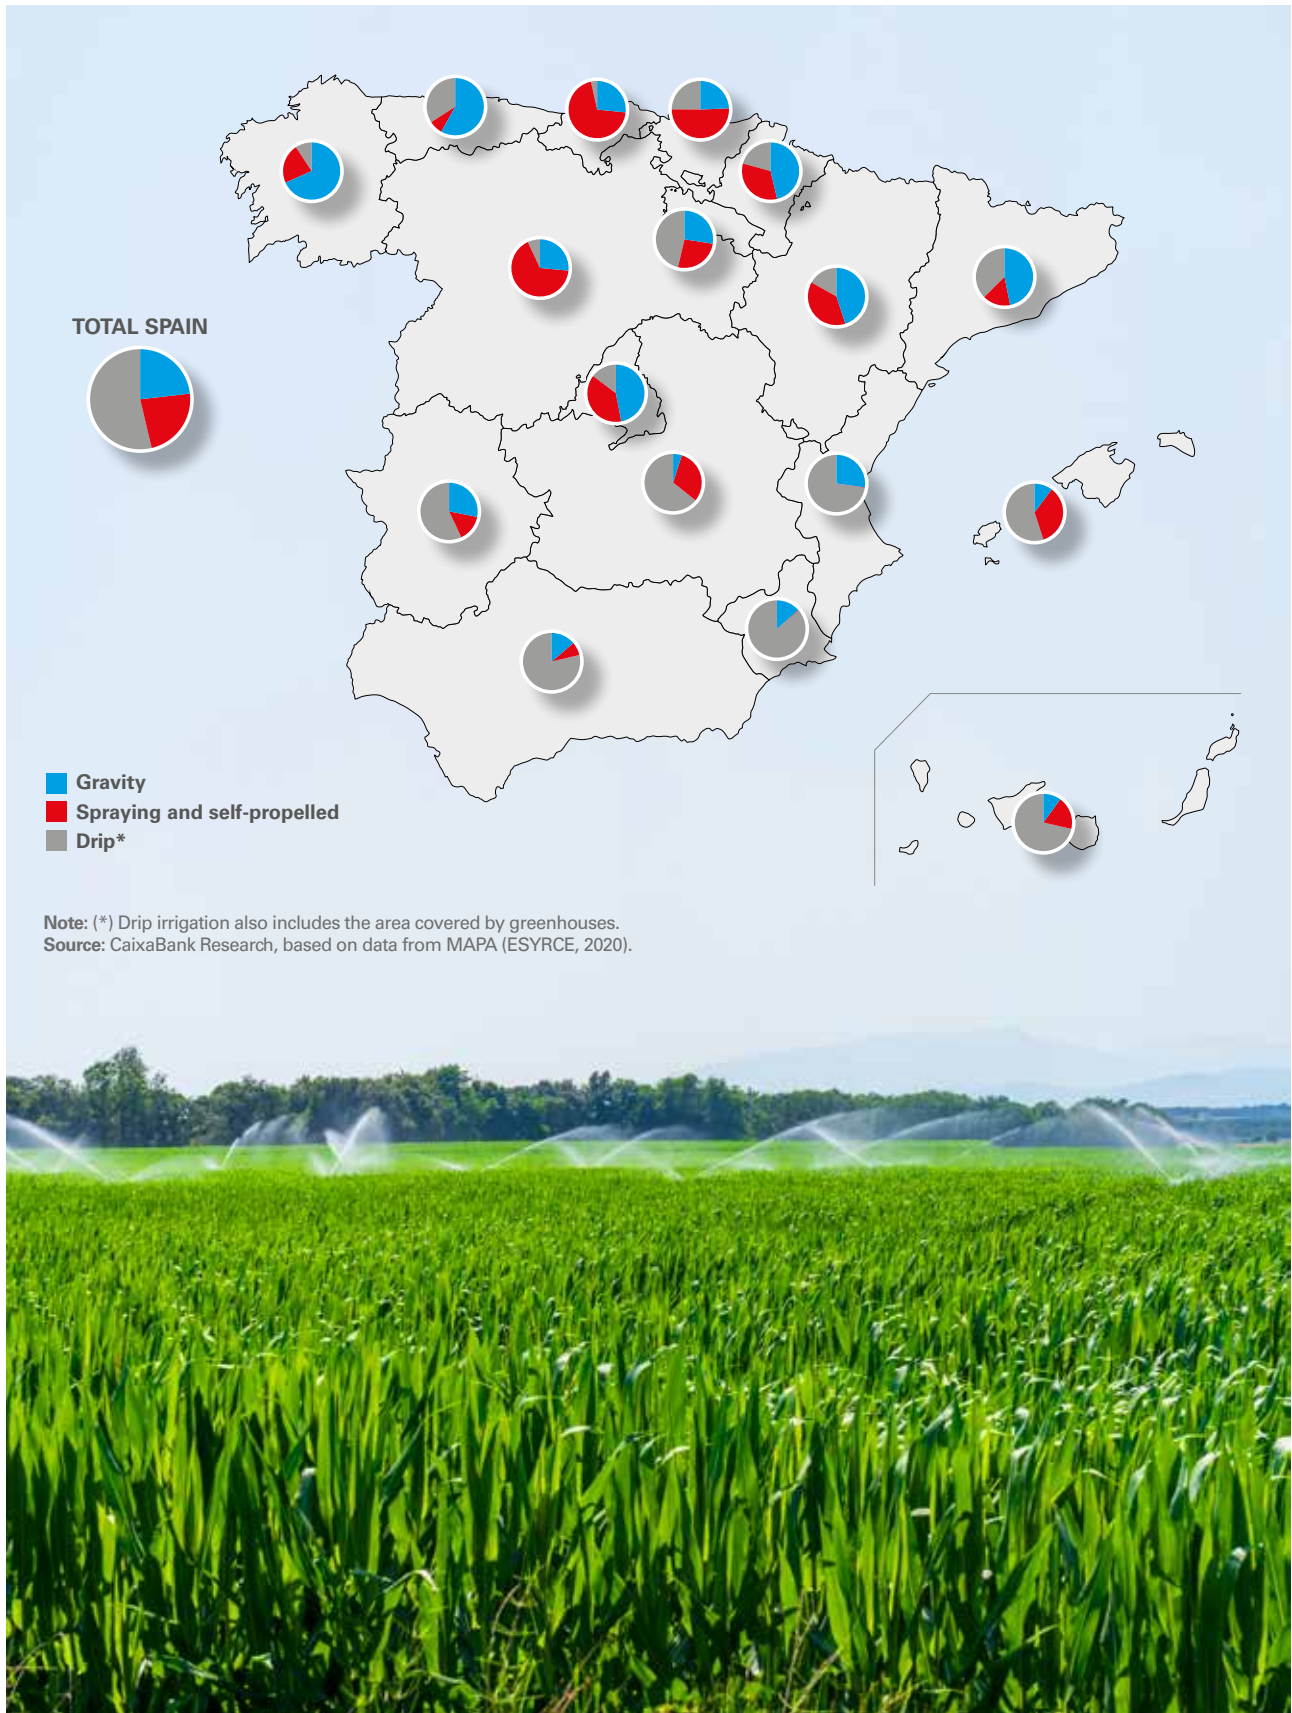 TOTAL SPAIN
Gravity
Spraying and self-propelled
Drip*
Note: (*) Drip irrigation also includes the area covered by greenhouses.
Source: CaixaBank Research, based on data from MAPA (ESYRCE, 2020).